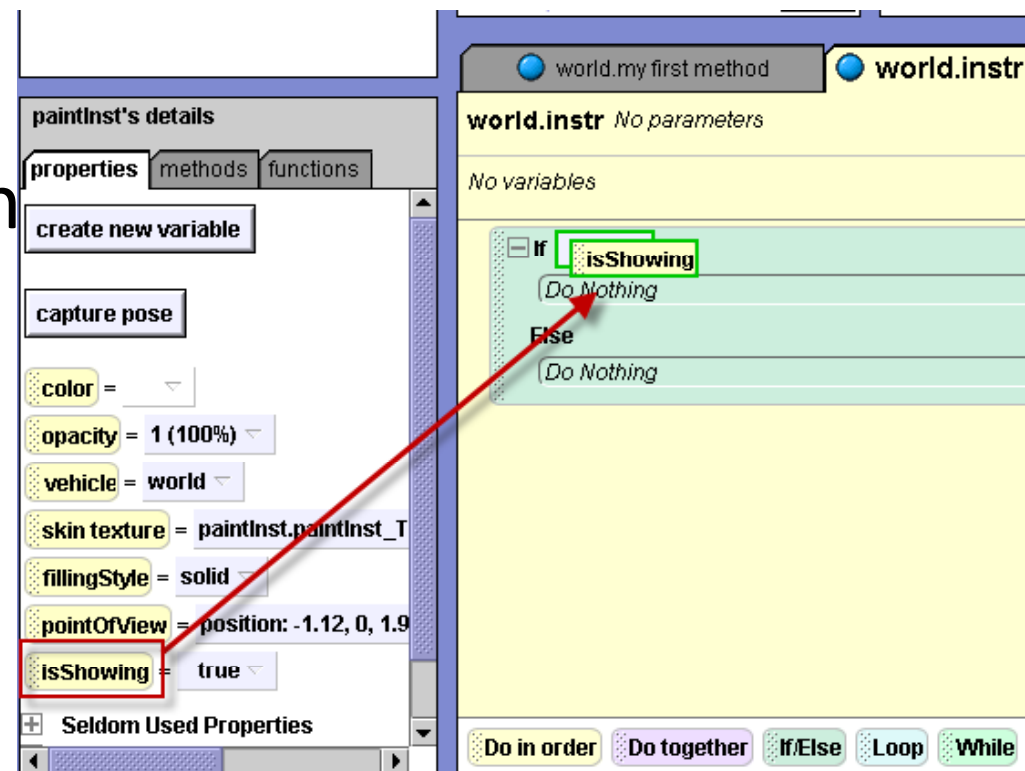 paintInst's details
properties methods functions
create new variable
capture pose
color =
opacity = 1 (100%)
vehicle = world
skin texture = paintInst.paintInst_T
fillingStyle = solid
pointOfView = position: -1.12, 0, 1.9
isShowing = true
Seldom Used Properties
world.my first method world.instr
world.instr No parameters
No variables
If isShowing
Do Nothing
Else
Do Nothing
Do in order Do together If/Else Loop While